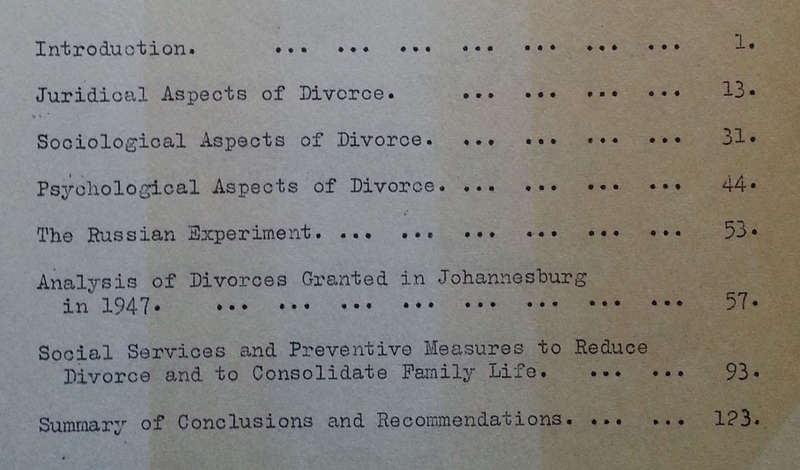 Introduction. ... ... ... ... ... ... ... 1.
Juridical Aspects of Divorce. ... ... ... ... 13.
Sociological Aspects of Divorce. ... ... ... ... 31.
Psychological Aspects of Divorce. ... ... ... ... 44.
The Russian Experiment. ... ... ... ... ... ... 53.
Analysis of Divorces Granted in Johannesburg
in 1947. ... ... ... ... ... ... ... ... 57.
Social Services and Preventive Measures to Reduce
Divorce and to Consolidate Family Life. ... ... 93.
Summary of Conclusions and Recommendations. ... ... 123.